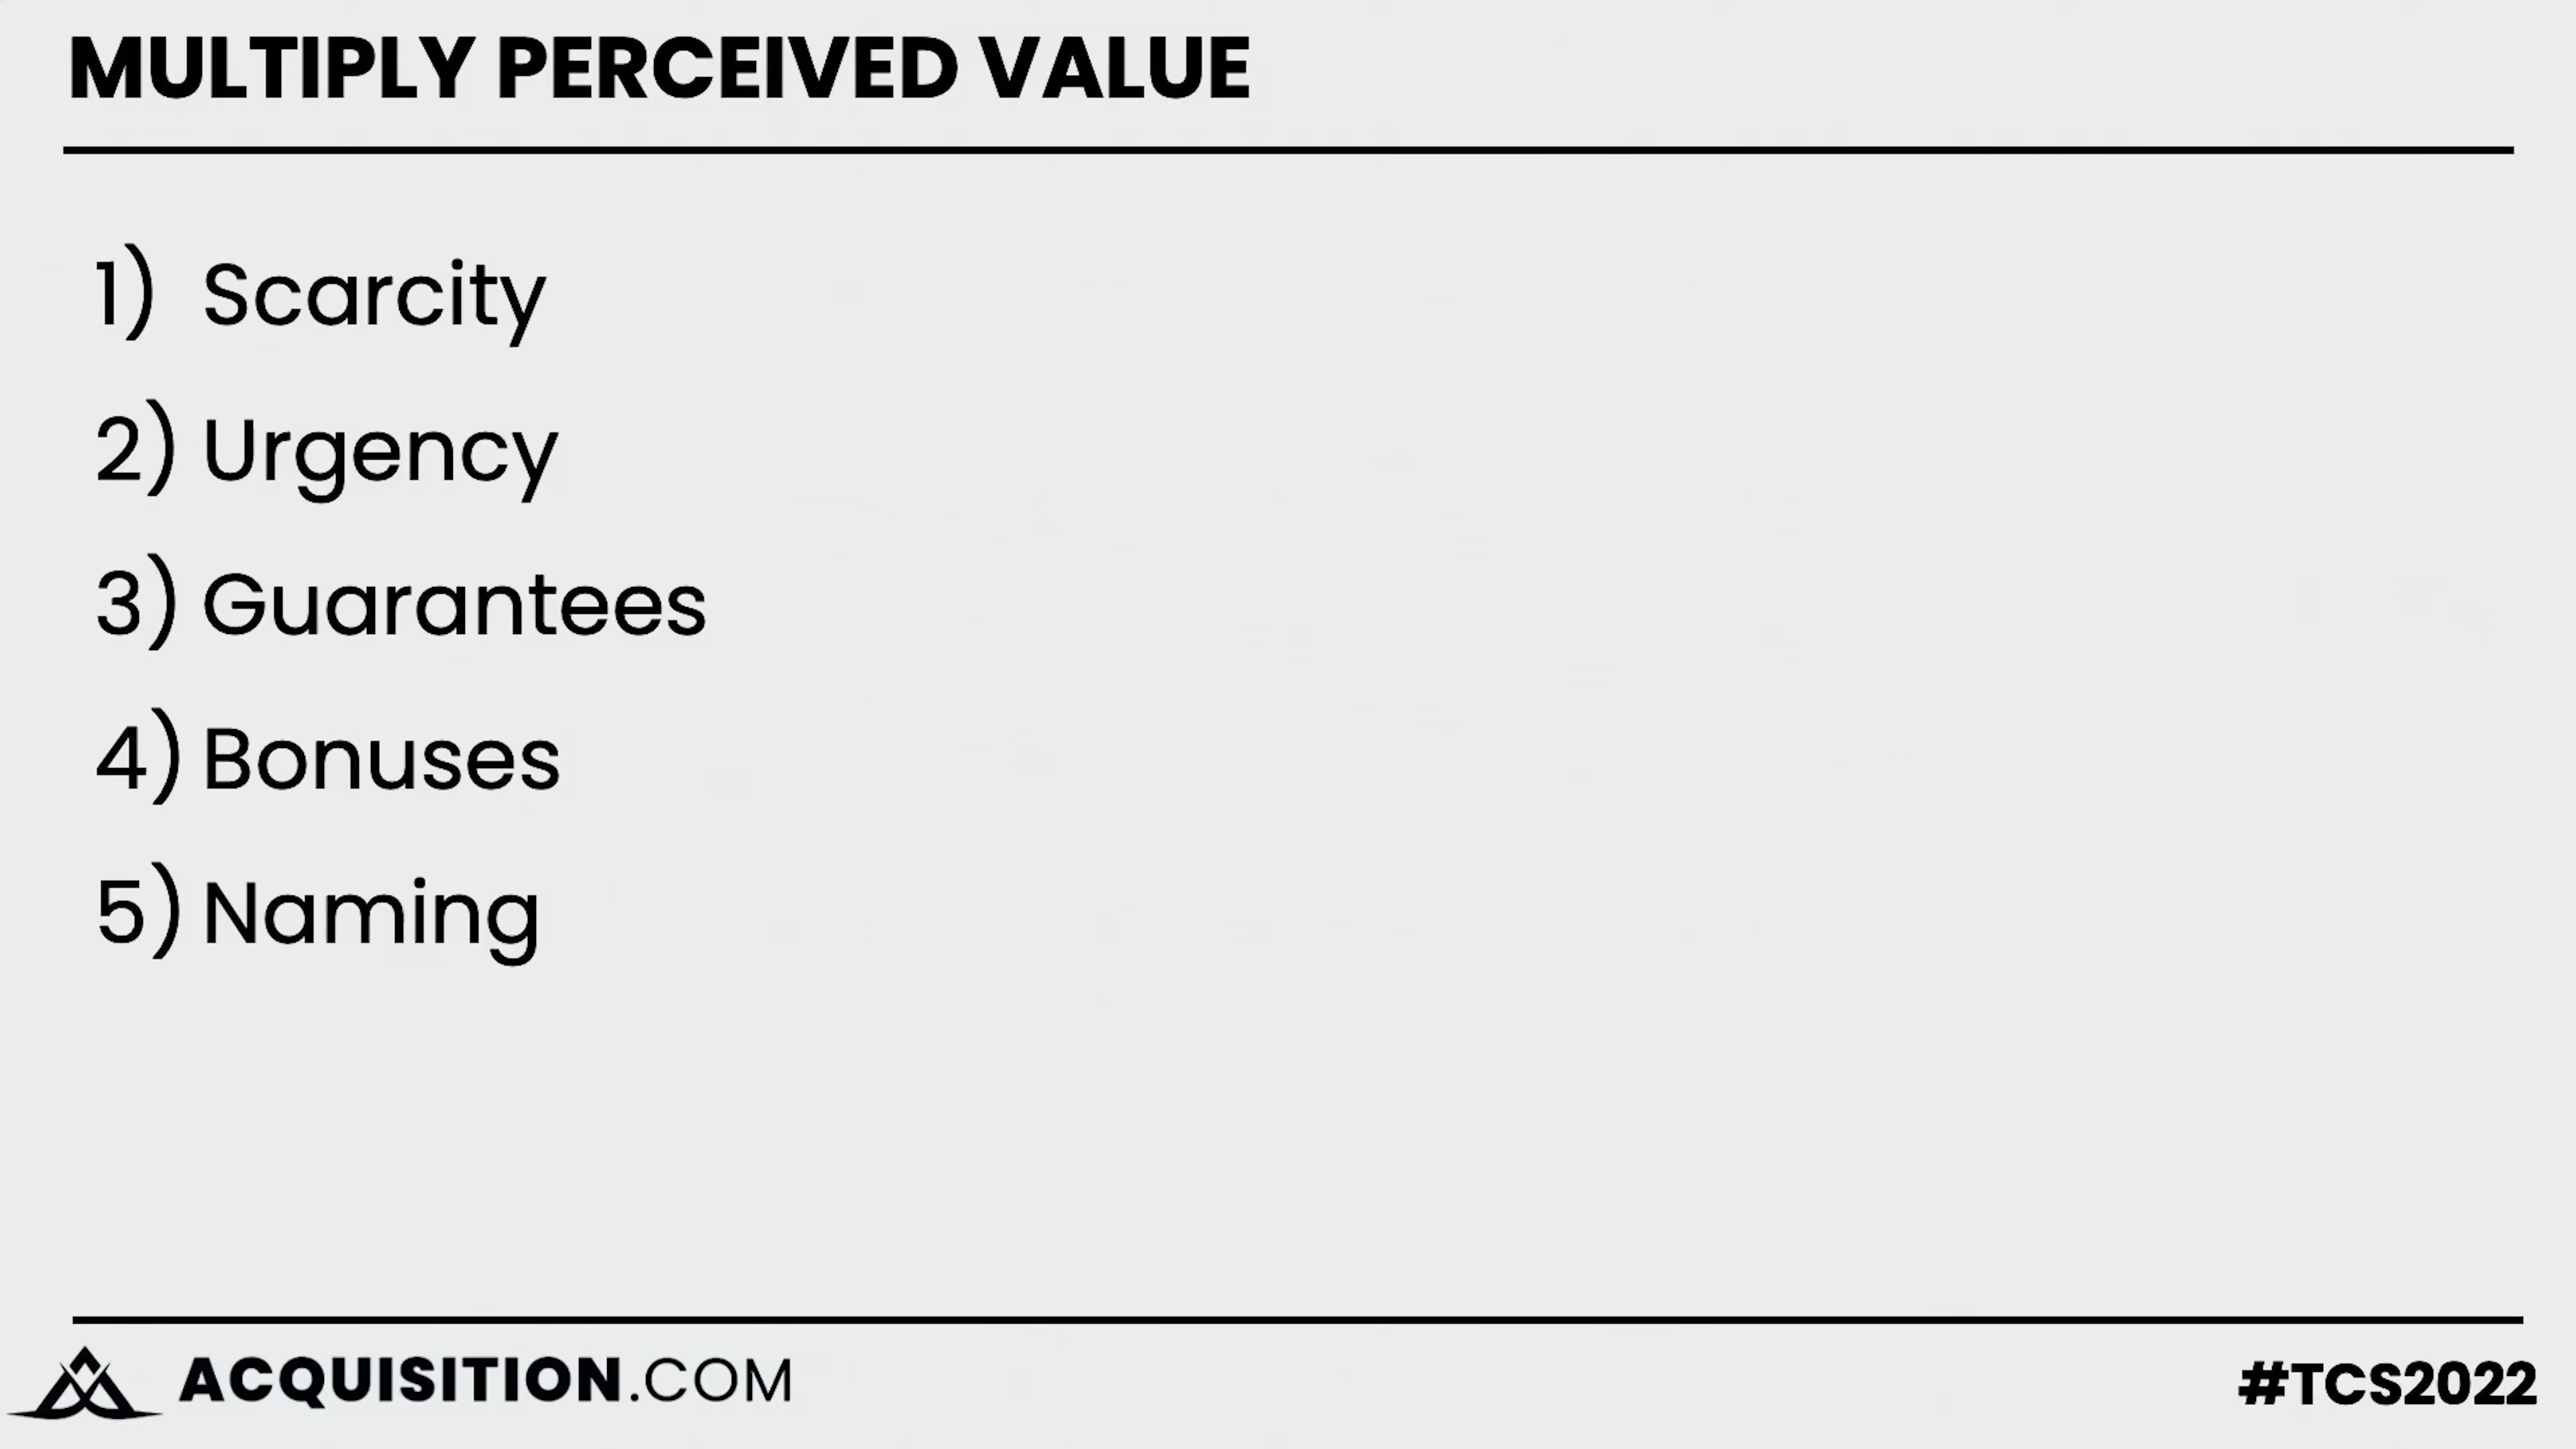 MULTIPLY PERCEIVED VALUE
1) Scarcity
2) Urgency
3) Guarantees
4) Bonuses
5) Naming
ACQUISITION.COM
#TCS2022